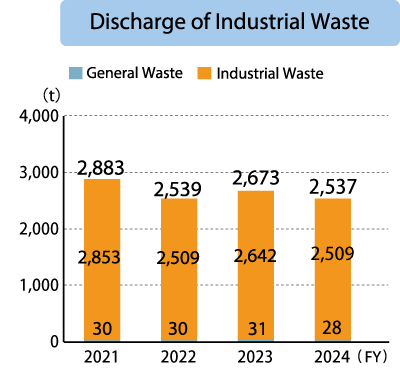 Discharge of Industrial Waste
General Waste Industrial Waste
(t)
4,000
3,000
2,000
1,000
0
2,883 2,539 2,673 2,537
2,853 2,509 2,642 2,509
30 30 31 28
2021 2022 2023 2024 (FY)